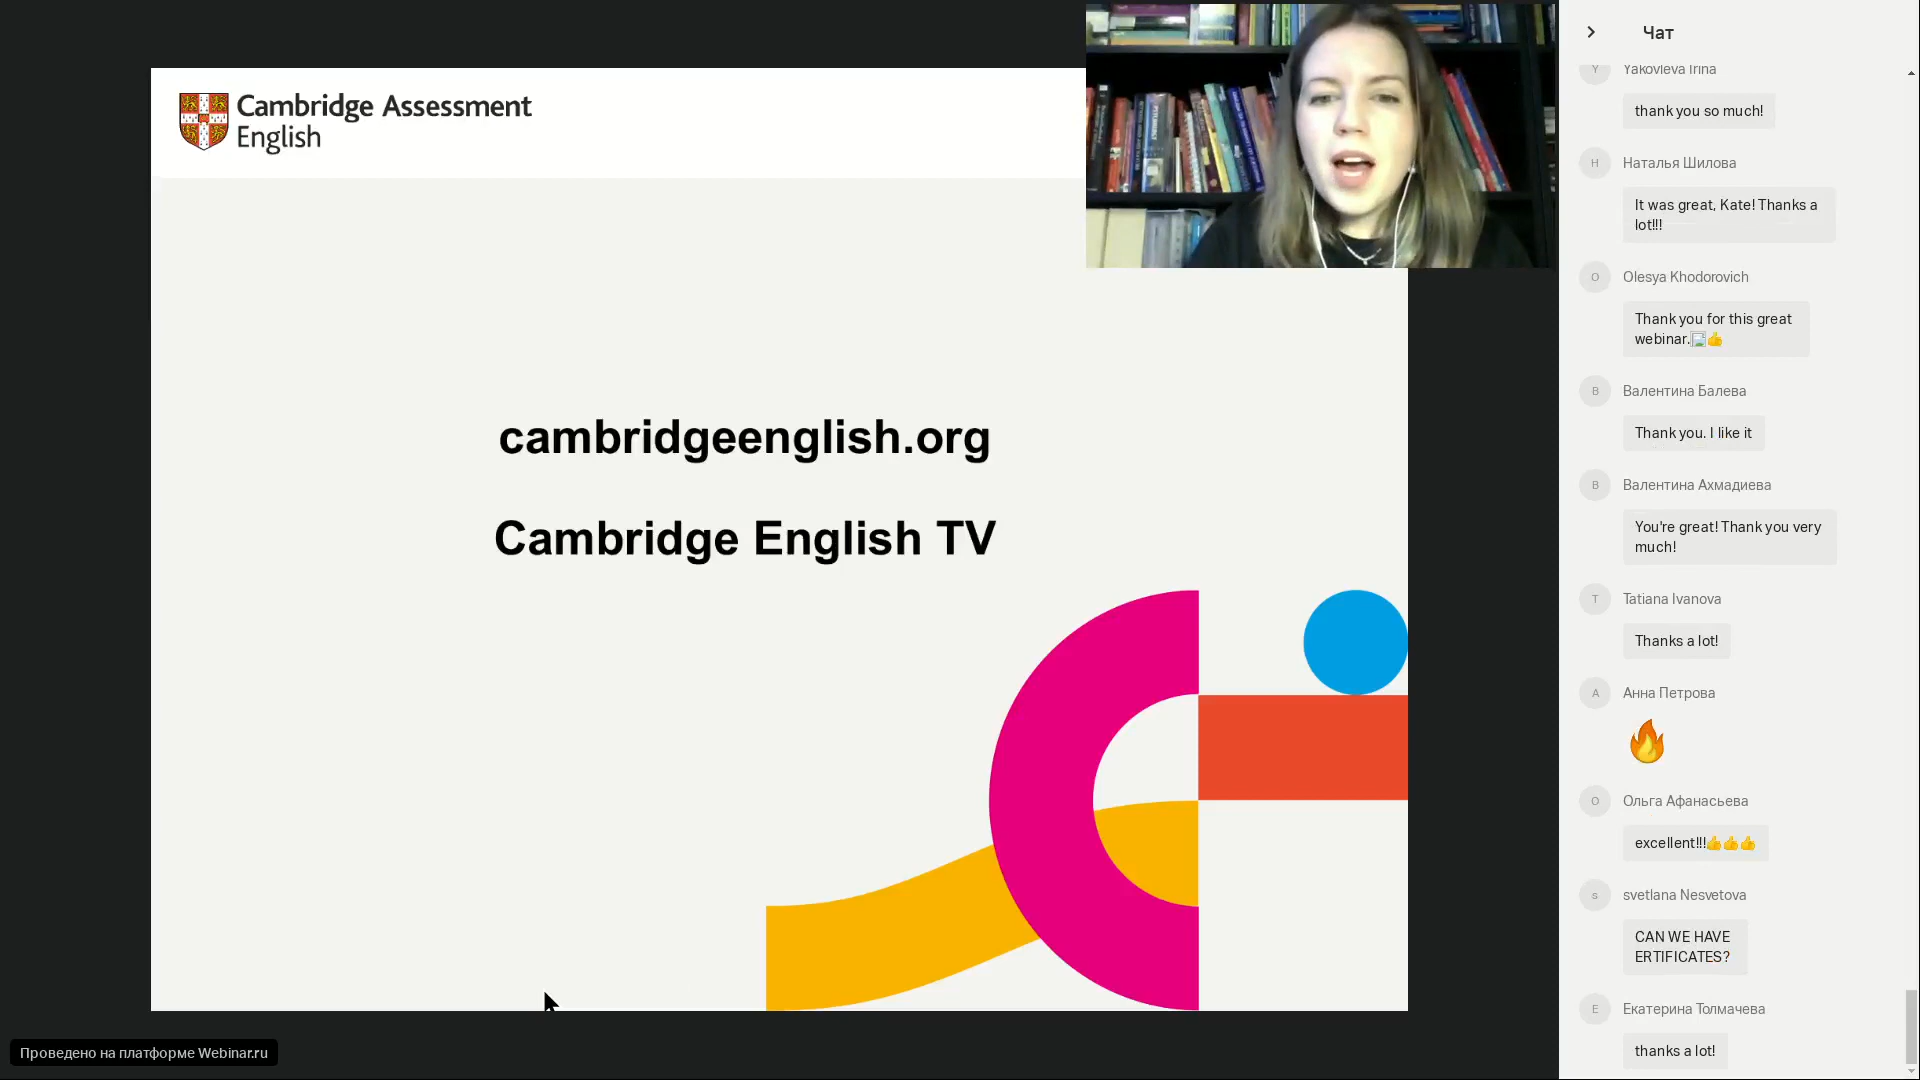 Cambridge Assessment
English
cambridgeenglish.org
Cambridge English TV
Проведено на платформе Webinar.ru
Чат
Y
Yakovleva Irina
thank you so much!
Н
Наталья Шилова
It was great, Kate! Thanks a
lot!!!
O
Olesya Khodorovich
Thank you for this great
webinar.👍
В
Валентина Балева
Thank you. I like it
В
Валентина Ахмадиева
You're great! Thank you very
much!
T
Tatiana Ivanova
Thanks a lot!
А
Анна Петрова
🔥
О
Ольга Афанасьева
excellent!!!👍👍👍
s
svetlana Nesvetova
CAN WE HAVE
ERTIFICATES?
Е
Екатерина Толмачева
thanks a lot!